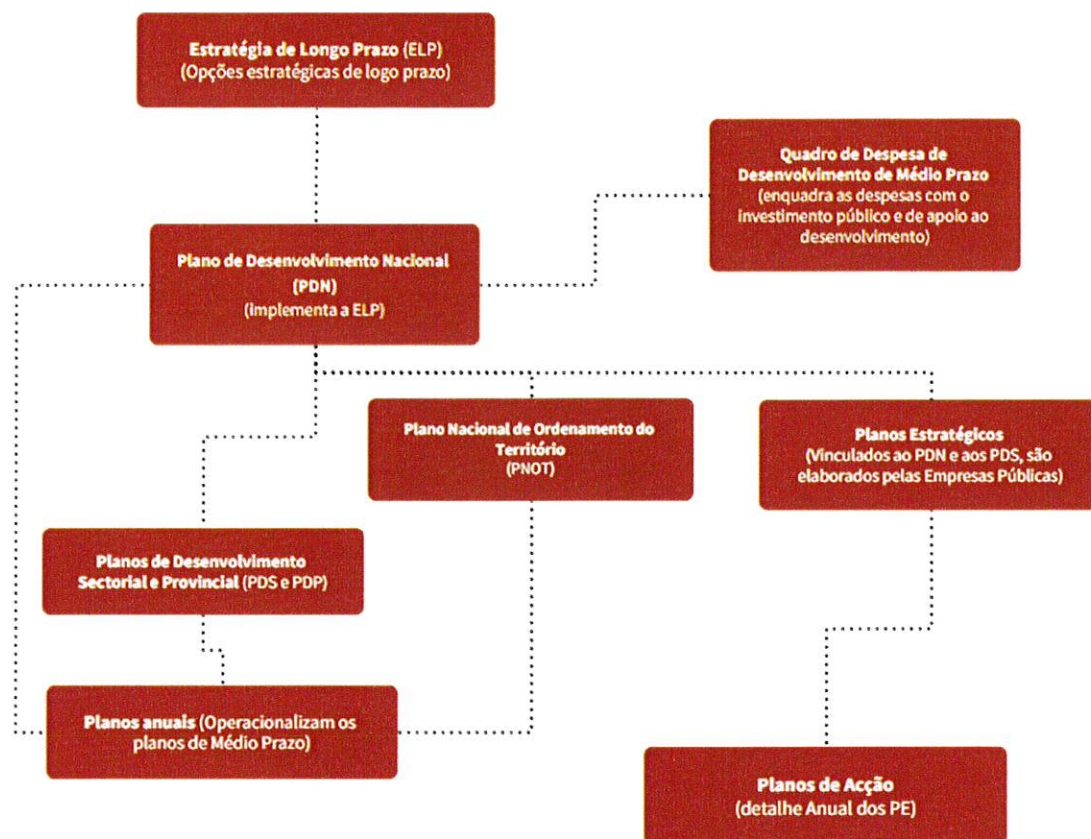 Estratégia de Longo Prazo (ELP)
(Opções estratégicas de logo prazo)
Quadro de Despesa de
Desenvolvimento de Médio Prazo
(enquadra as despesas com o
investimento público e de apoio ao
desenvolvimento)
Plano de Desenvolvimento Nacional
(PDN)
(implementa a ELP)
Plano Nacional de Ordenamento do
Território
(PNOT)
Planos Estratégicos
(Vinculados ao PDN e aos PDS, são
elaborados pelas Empresas Públicas)
Planos de Desenvolvimento
Sectorial e Provincial (PDS e PDP)
Planos anuais (Operacionalizam os
planos de Médio Prazo)
Planos de Acção
(detalhe Anual dos PE)